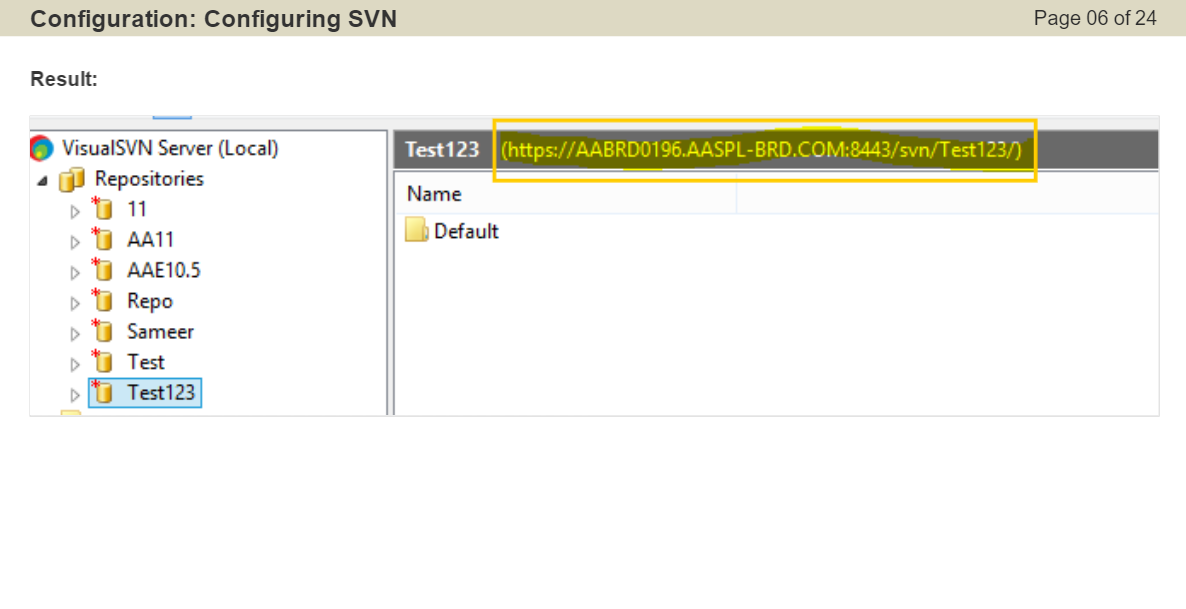 Configuration: Configuring SVN
Page 06 of 24
Result:
VisualSVN Server (Local)
Repositories
11
AA11
AAE10.5
Repo
Sameer
Test
Test123
Test123 (https://AABRD0196.AASPL-BRD.COM:8443/svn/Test123/)
Name
Default